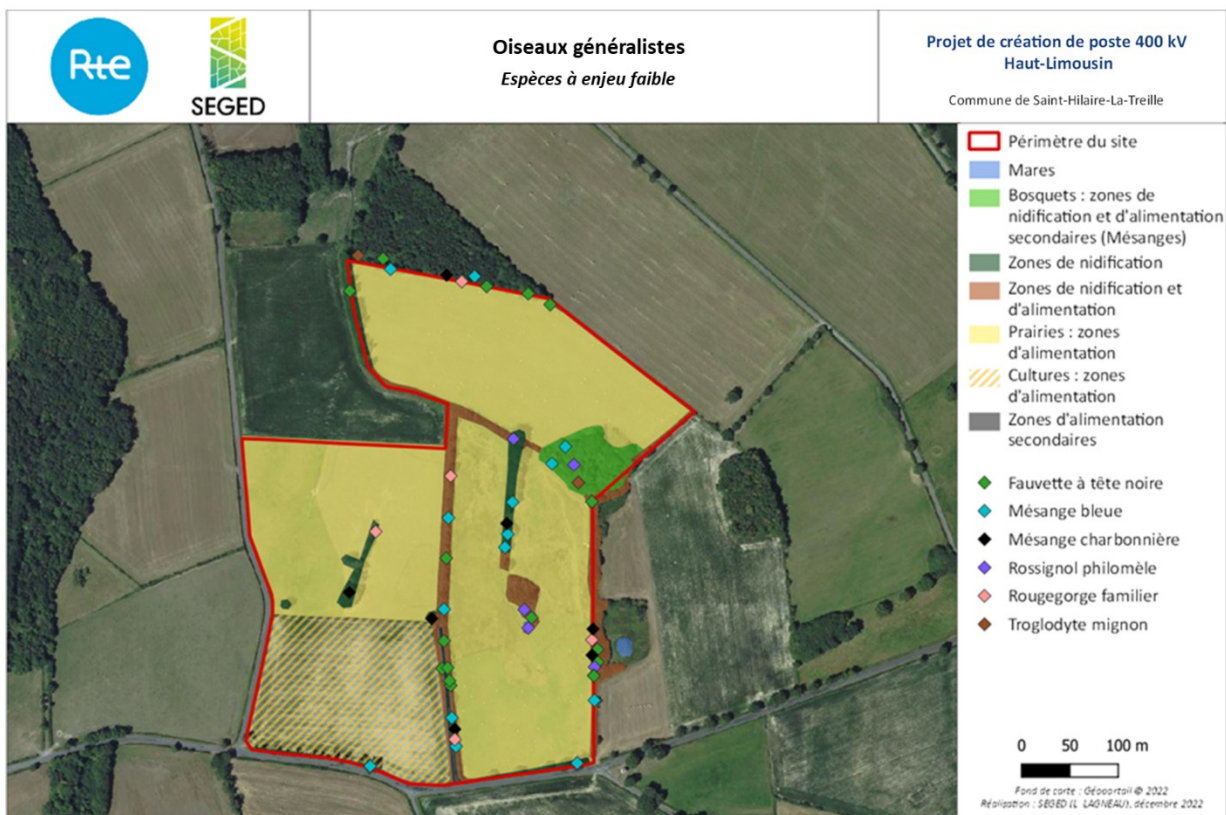 Rte
SEGED
Oiseaux généralistes
Espèces à enjeu faible
Projet de création de poste 400 kV
Haut-Limousin
Commune de Saint-Hilaire-La-Treille
Périmètre du site
Mares
Bosquets : zones de
nidification et d'alimentation
secondaires (Mésanges)
Zones de nidification
Zones de nidification et
d'alimentation
Prairies : zones
d'alimentation
Cultures : zones
d'alimentation
Zones d'alimentation
secondaires
Fauvette à tête noire
Mésange bleue
Mésange charbonnière
Rossignol philomèle
Rougegorge familier
Troglodyte mignon
0 50 100 m
Fond de carte : Géoportail © 2022
Réalisation : SEGED (L. LAGNEAU), décembre 2022